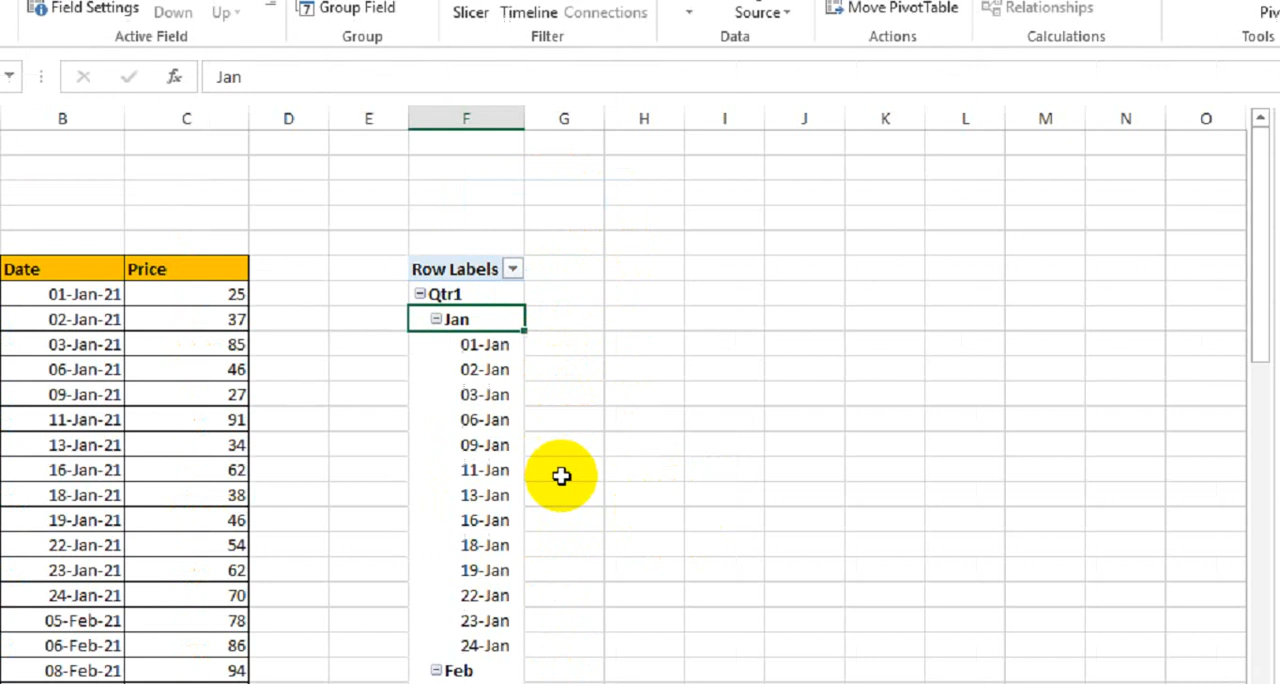 Field Settings Down Up Group Field Slicer Timeline Connections Source Move PivotTable Relationships
Active Field Group Filter Data Actions Calculations Tools
fx Jan
B C D E F G H I J K L M N O
Date Price Row Labels
01-Jan-21 25 Qtr1
02-Jan-21 37 Jan
03-Jan-21 85 01-Jan
06-Jan-21 46 02-Jan
09-Jan-21 27 03-Jan
11-Jan-21 91 06-Jan
13-Jan-21 34 09-Jan
16-Jan-21 62 11-Jan
18-Jan-21 38 13-Jan
19-Jan-21 46 16-Jan
22-Jan-21 54 18-Jan
23-Jan-21 62 19-Jan
24-Jan-21 70 22-Jan
05-Feb-21 78 23-Jan
06-Feb-21 86 24-Jan
08-Feb-21 94 Feb